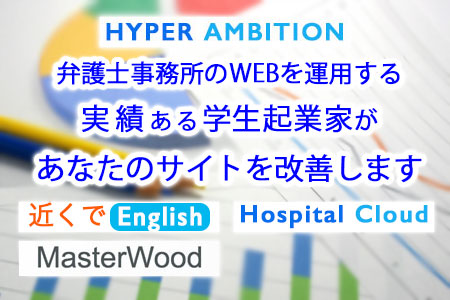 HYPER AMBITION
弁護士事務所のWEBを運用する
実績ある学生起業家が
あなたのサイトを改善します
近くでEnglish
Hospital Cloud
MasterWood